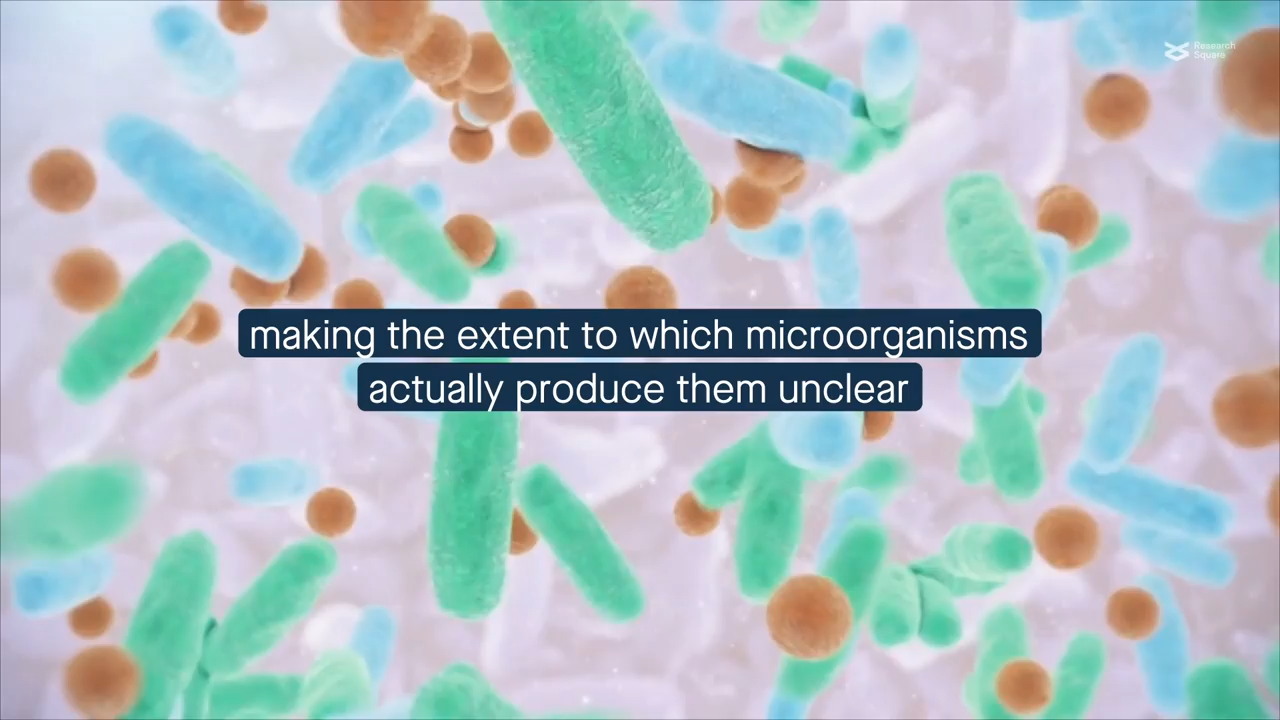 Research
Square
making the extent to which microorganisms
actually produce them unclear